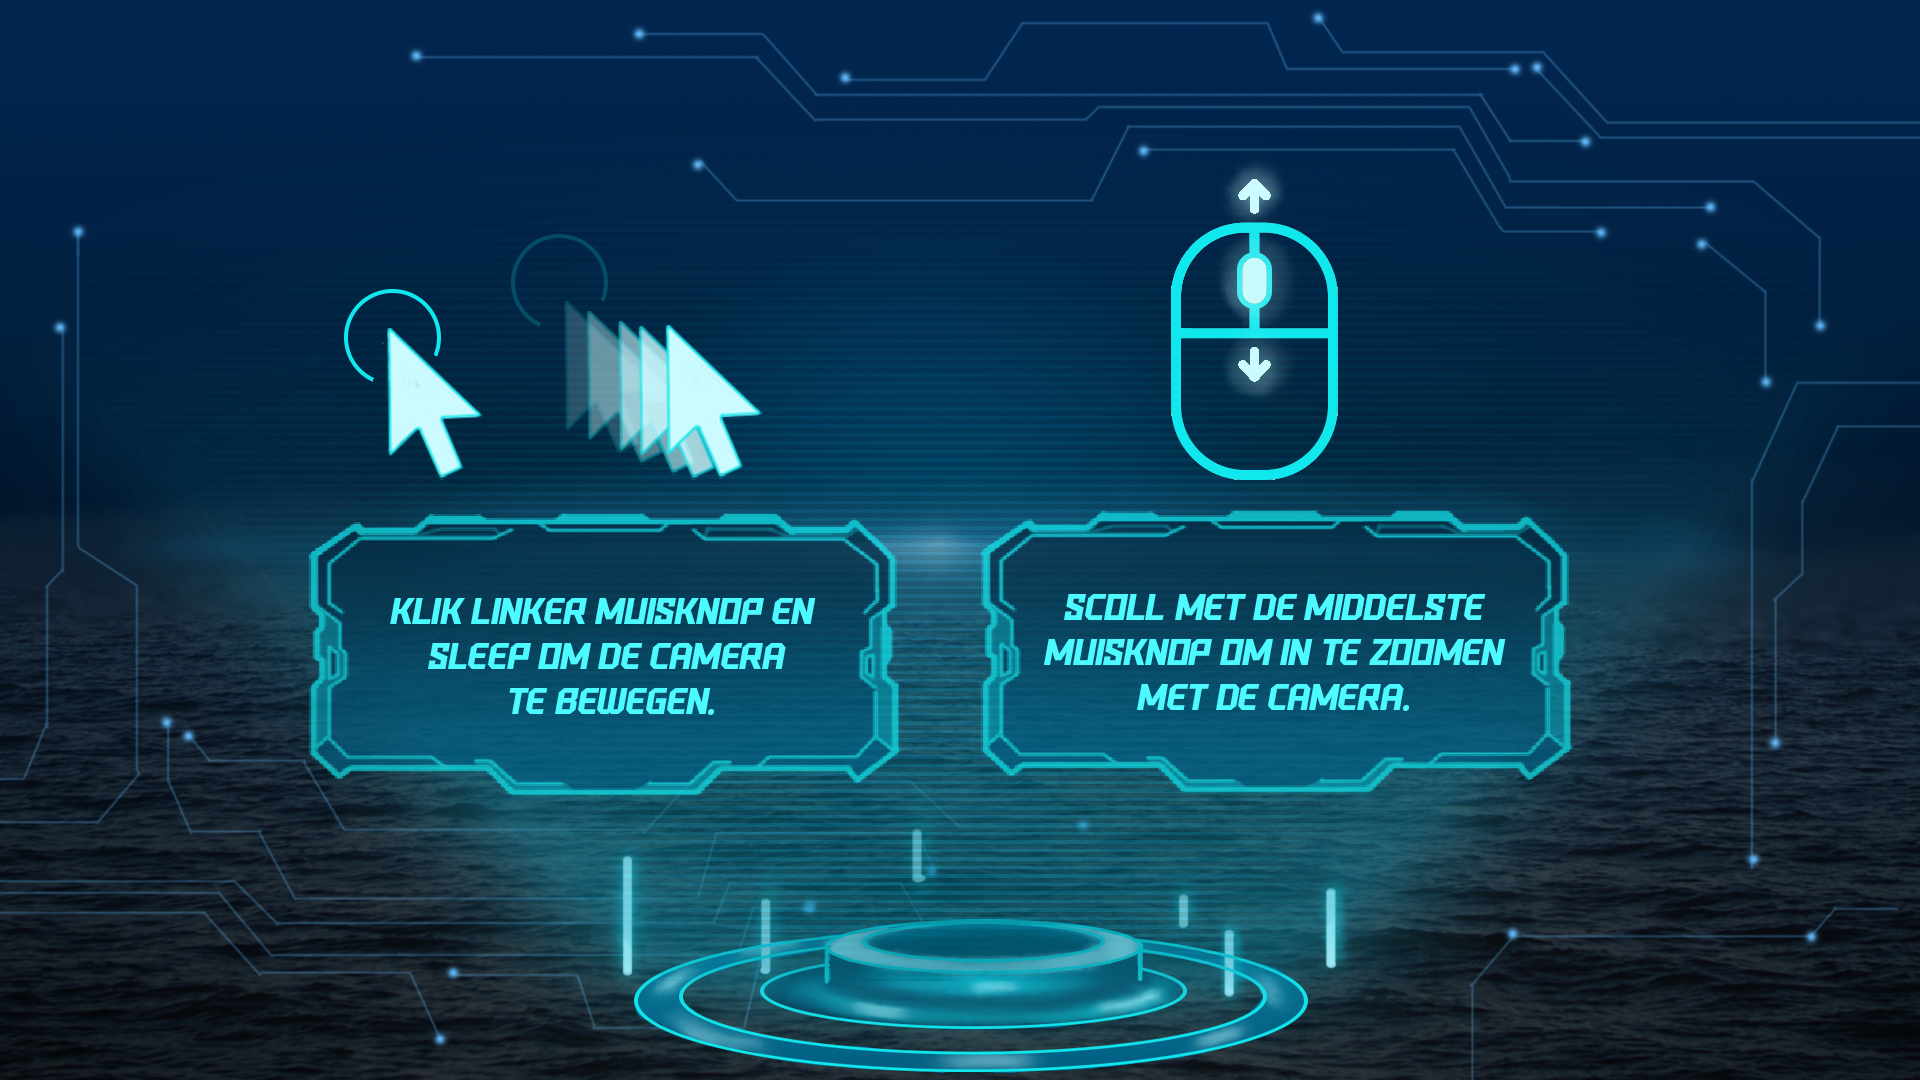 KLIK LINKER MUISKNOP EN
SLEEP OM DE CAMERA
TE BEWEGEN.
SCOLL MET DE MIDDELSTE
MUISKNOP OM IN TE ZOOMEN
MET DE CAMERA.